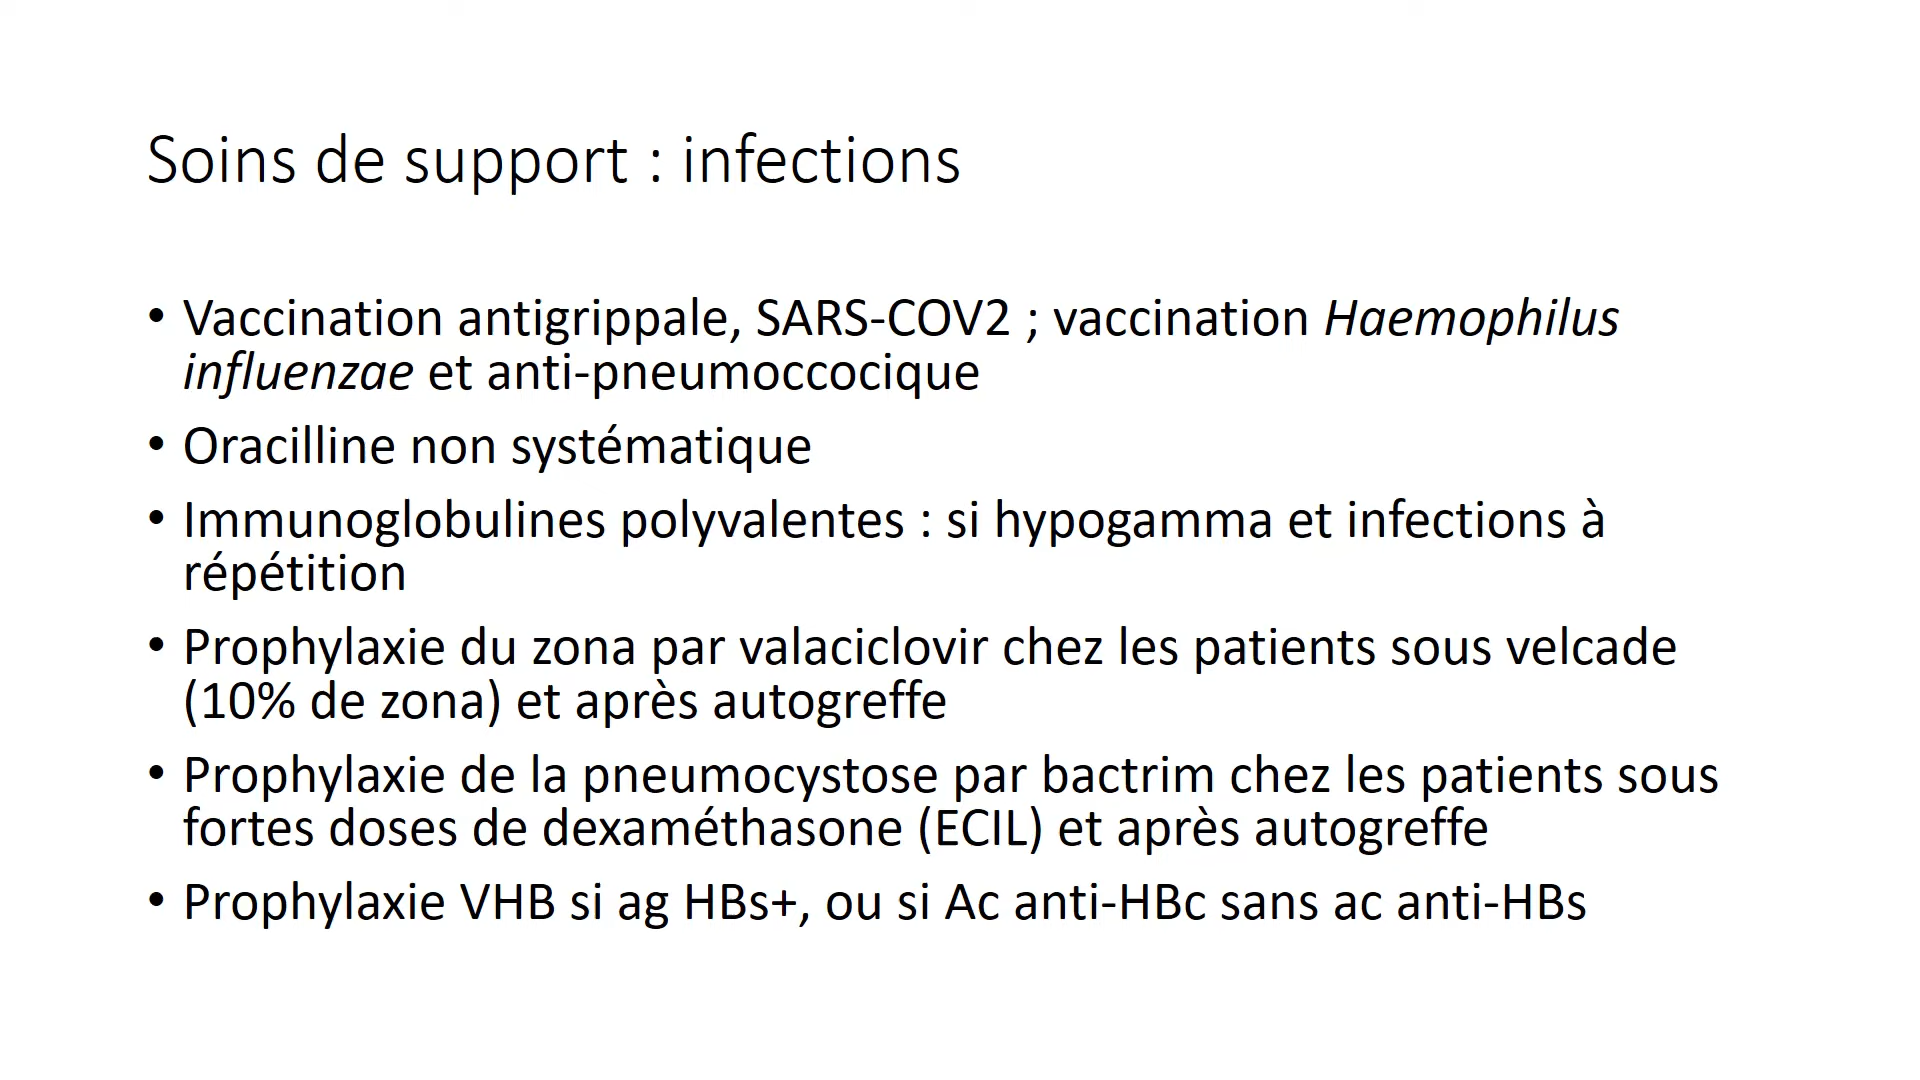 Soins de support : infections
• Vaccination antigrippale, SARS-COV2 ; vaccination Haemophilus
influenzae et anti-pneumoccocique
• Oracilline non systématique
• Immunoglobulines polyvalentes : si hypogamma et infections à
répétition
• Prophylaxie du zona par valaciclovir chez les patients sous velcade
(10% de zona) et après autogreffe
• Prophylaxie de la pneumocystose par bactrim chez les patients sous
fortes doses de dexaméthasone (ECIL) et après autogreffe
• Prophylaxie VHB si ag HBs+, ou si Ac anti-HBc sans ac anti-HBs